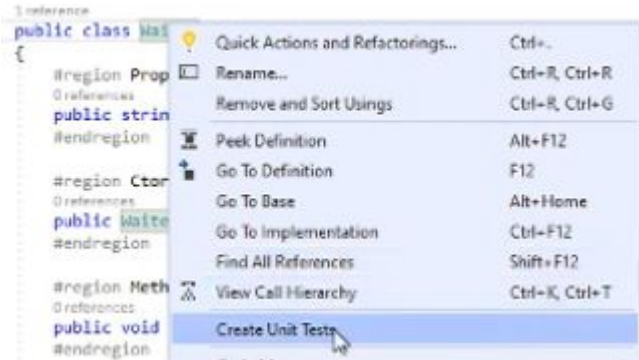 1 reference
public class Wai
{
#region Prop
0 references
public strin
#endregion
#region Ctor
0 references
public Waite
#endregion
#region Meth
0 references
public void
#endregion
Quick Actions and Refactorings... Ctrl+.
Rename... Ctrl+R, Ctrl+R
Remove and Sort Usings Ctrl+R, Ctrl+G
Peek Definition Alt+F12
Go To Definition F12
Go To Base Alt+Home
Go To Implementation Ctrl+F12
Find All References Shift+F12
View Call Hierarchy Ctrl+K, Ctrl+T
Create Unit Tests